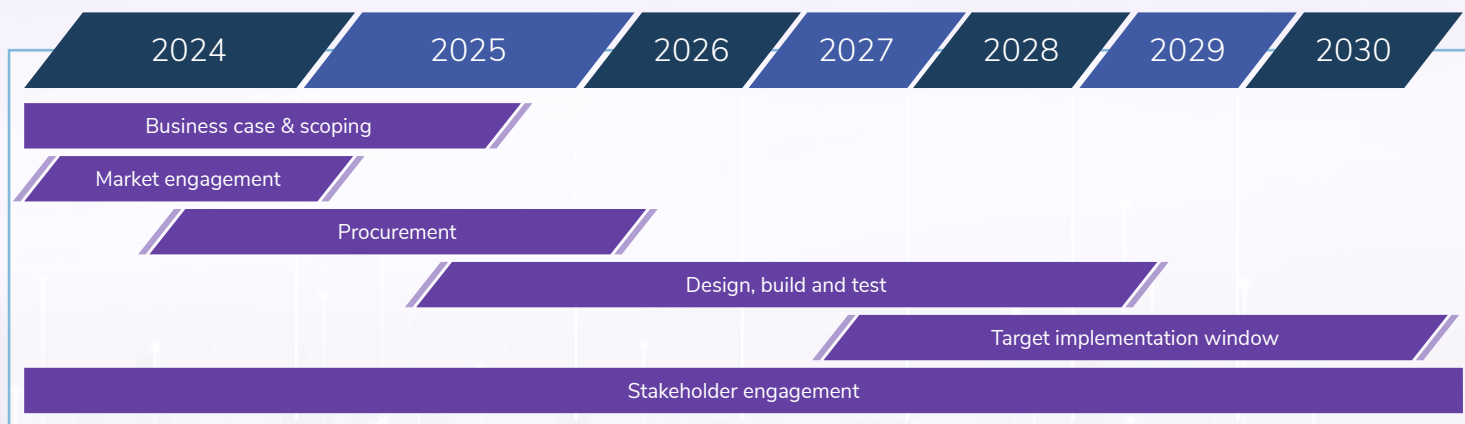 2024 2025 2026 2027 2028 2029 2030
Business case & scoping
Market engagement
Procurement
Design, build and test
Target implementation window
Stakeholder engagement